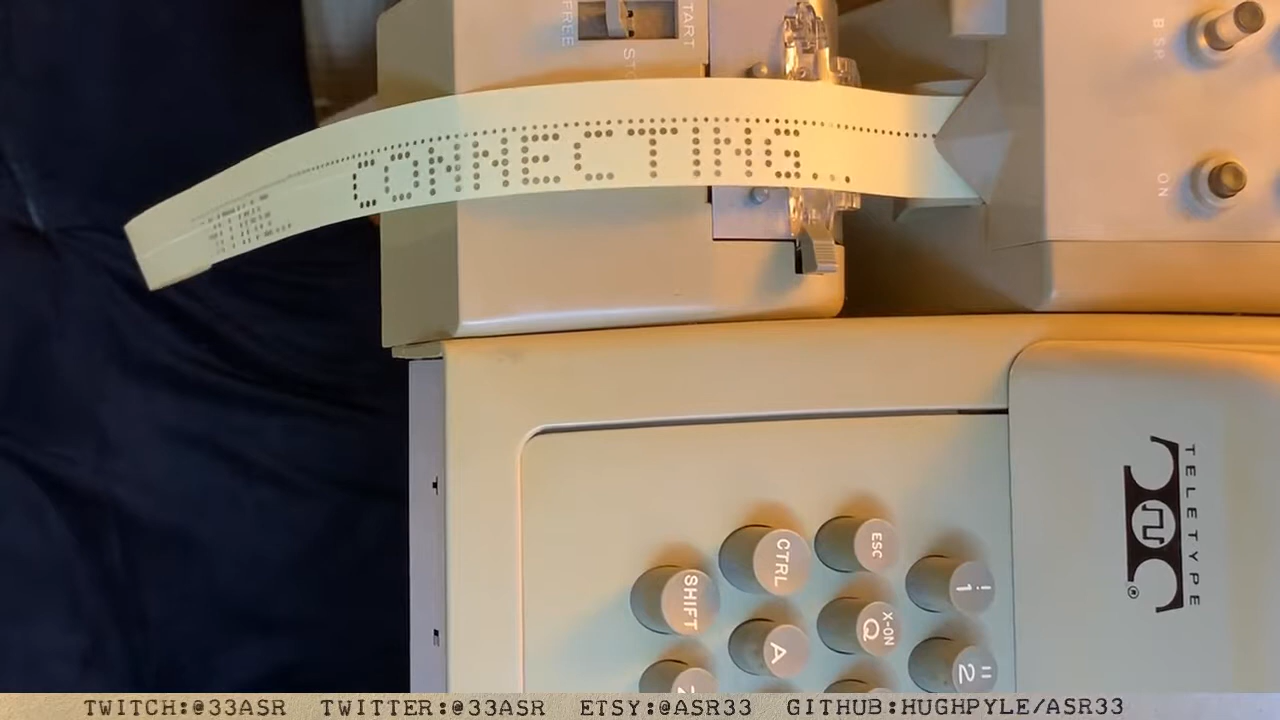 FREE
START
B SP.
ON
CONNECTING...
TELETYPE
®
ESC
CTRL
SHIFT
! 1
X-ON Q
A
" 2
Z
TWITCH:@33ASR TWITTER:@33ASR ETSY:@ASR33 GITHUB:HUGHPYLE/ASR33